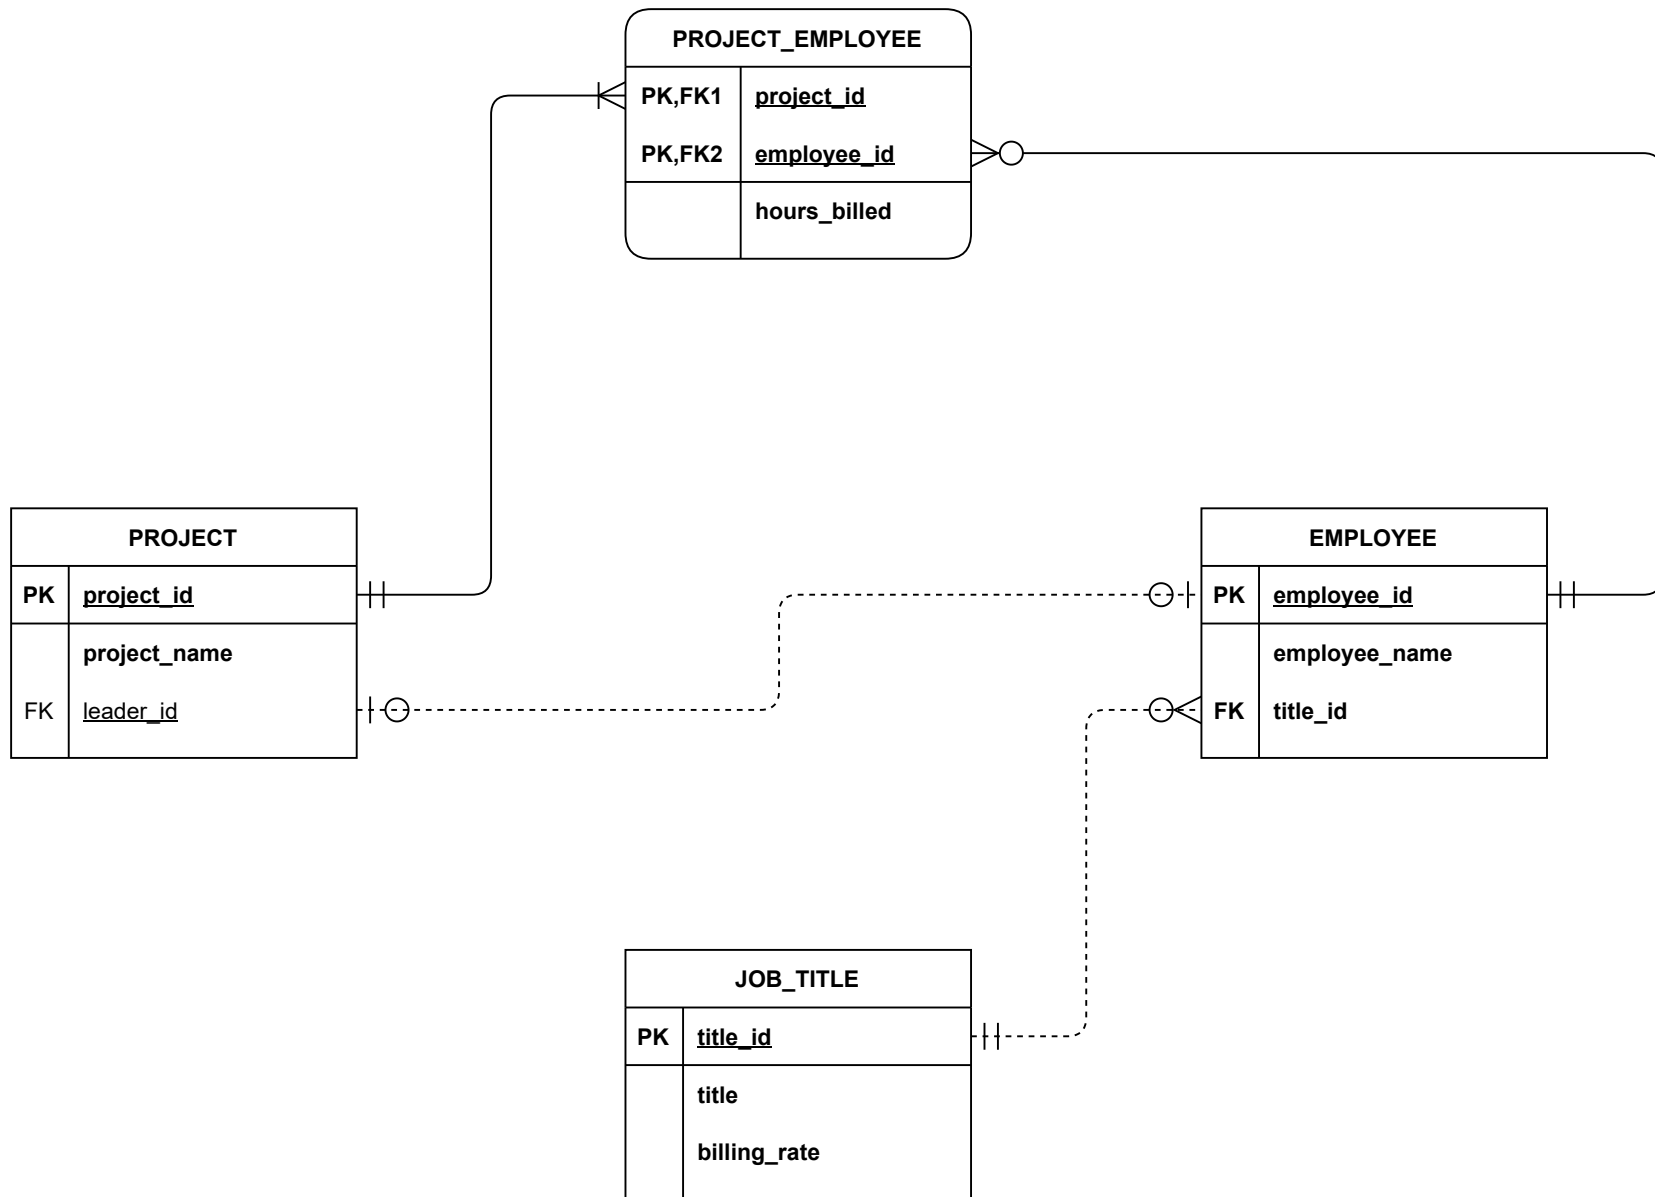 PROJECT_EMPLOYEE
PK,FK1 project_id
PK,FK2 employee_id
hours_billed
PROJECT
PK project_id
project_name
FK leader_id
EMPLOYEE
PK employee_id
employee_name
FK title_id
JOB_TITLE
PK title_id
title
billing_rate